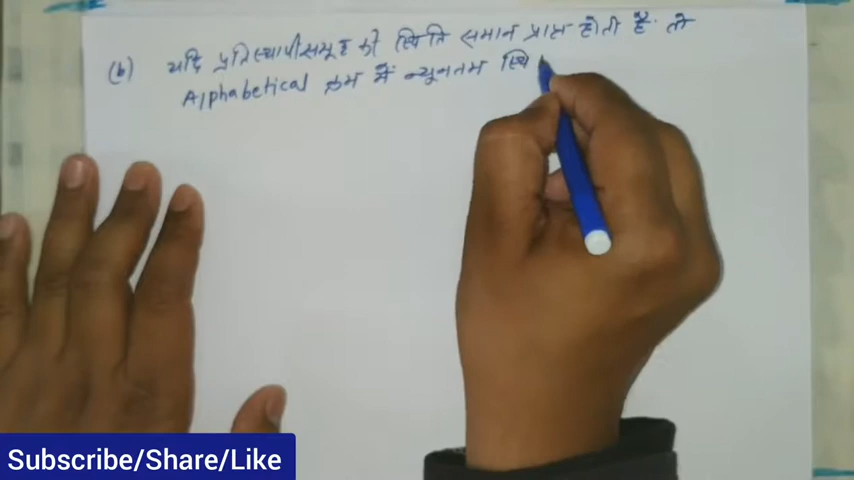 (b) यदि प्रतिस्थापी समूह की स्थिति समान प्राप्त होती है तो
Alphabetical क्रम में न्यूनतम स्थि
Subscribe/Share/Like